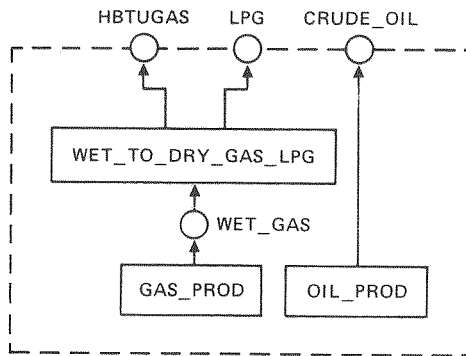 HBTUGAS LPG CRUDE_OIL
WET_TO_DRY_GAS_LPG
WET_GAS
GAS_PROD OIL_PROD